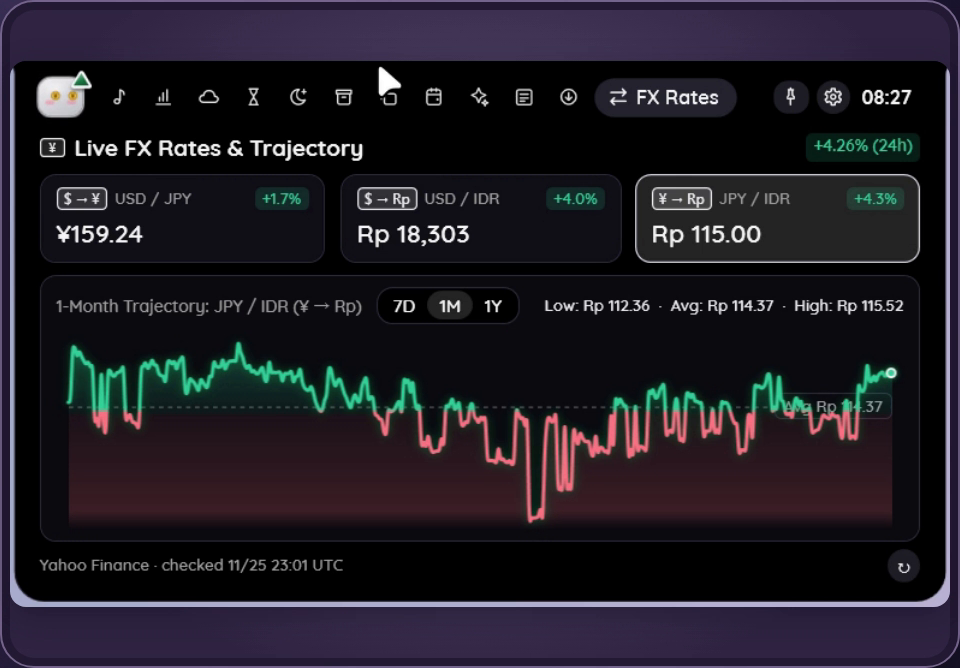 FX Rates
08:27
¥ Live FX Rates & Trajectory
+4.26% (24h)
$ → ¥ USD / JPY +1.7%
¥159.24
$ → Rp USD / IDR +4.0%
Rp 18,303
¥ → Rp JPY / IDR +4.3%
Rp 115.00
1-Month Trajectory: JPY / IDR (¥ → Rp)
7D 1M 1Y
Low: Rp 112.36 · Avg: Rp 114.37 · High: Rp 115.52
Avg Rp 114.37
Yahoo Finance · checked 11/25 23:01 UTC